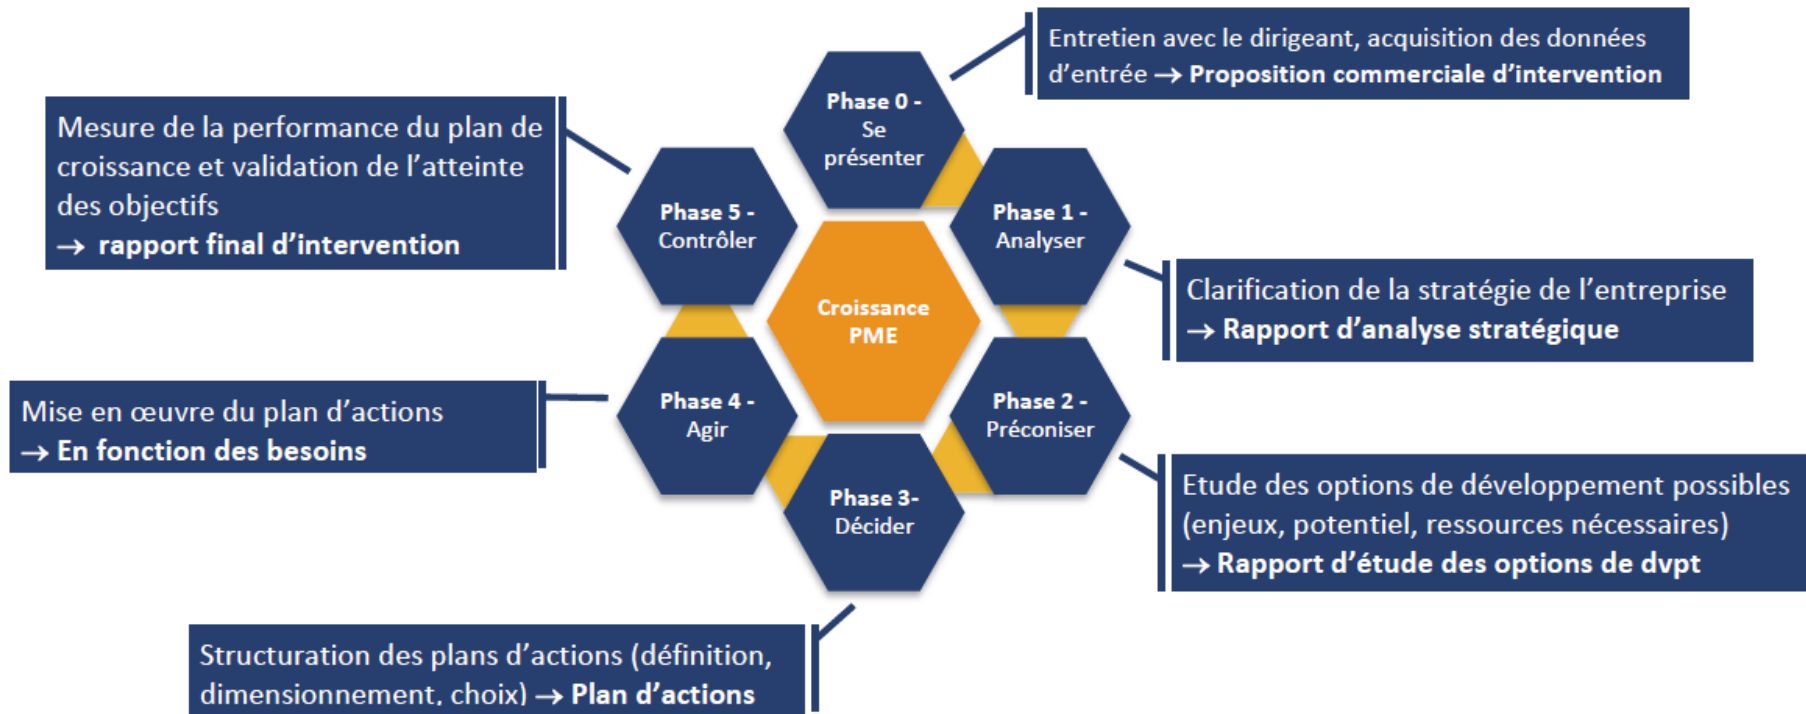 Entretien avec le dirigeant, acquisition des données
d’entrée → Proposition commerciale d’intervention
Phase 0 -
Se
présenter
Mesure de la performance du plan de
croissance et validation de l’atteinte
des objectifs
→ rapport final d’intervention
Phase 5 -
Contrôler
Phase 1 -
Analyser
Clarification de la stratégie de l’entreprise
→ Rapport d’analyse stratégique
Croissance
PME
Mise en œuvre du plan d’actions
→ En fonction des besoins
Phase 4 -
Agir
Phase 2 -
Préconiser
Etude des options de développement possibles
(enjeux, potentiel, ressources nécessaires)
→ Rapport d’étude des options de dvpt
Phase 3-
Décider
Structuration des plans d’actions (définition,
dimensionnement, choix) → Plan d’actions